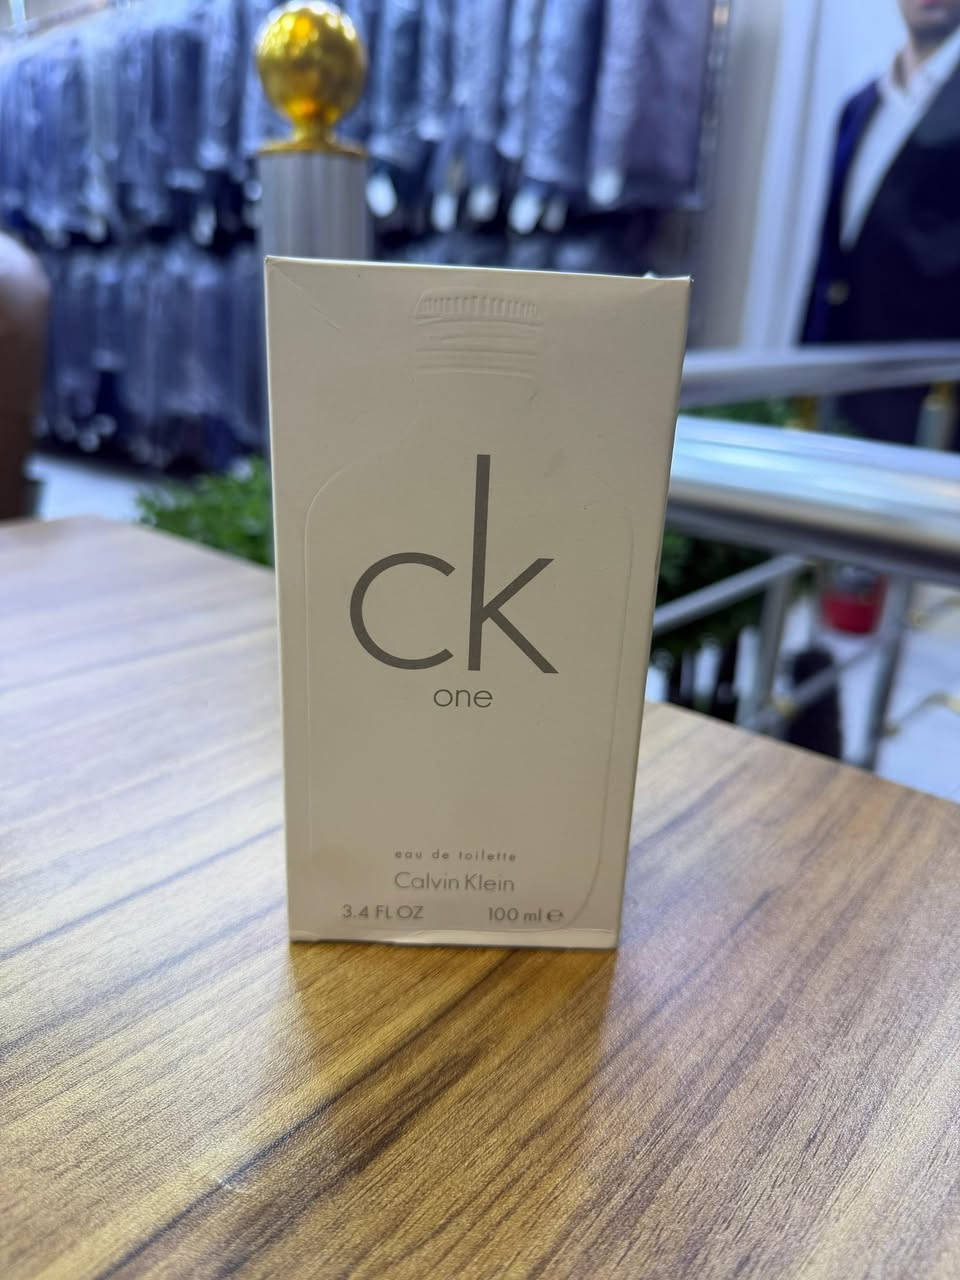 ck
one
eau de toilette
Calvin Klein
3.4 FL OZ 100 ml ℮